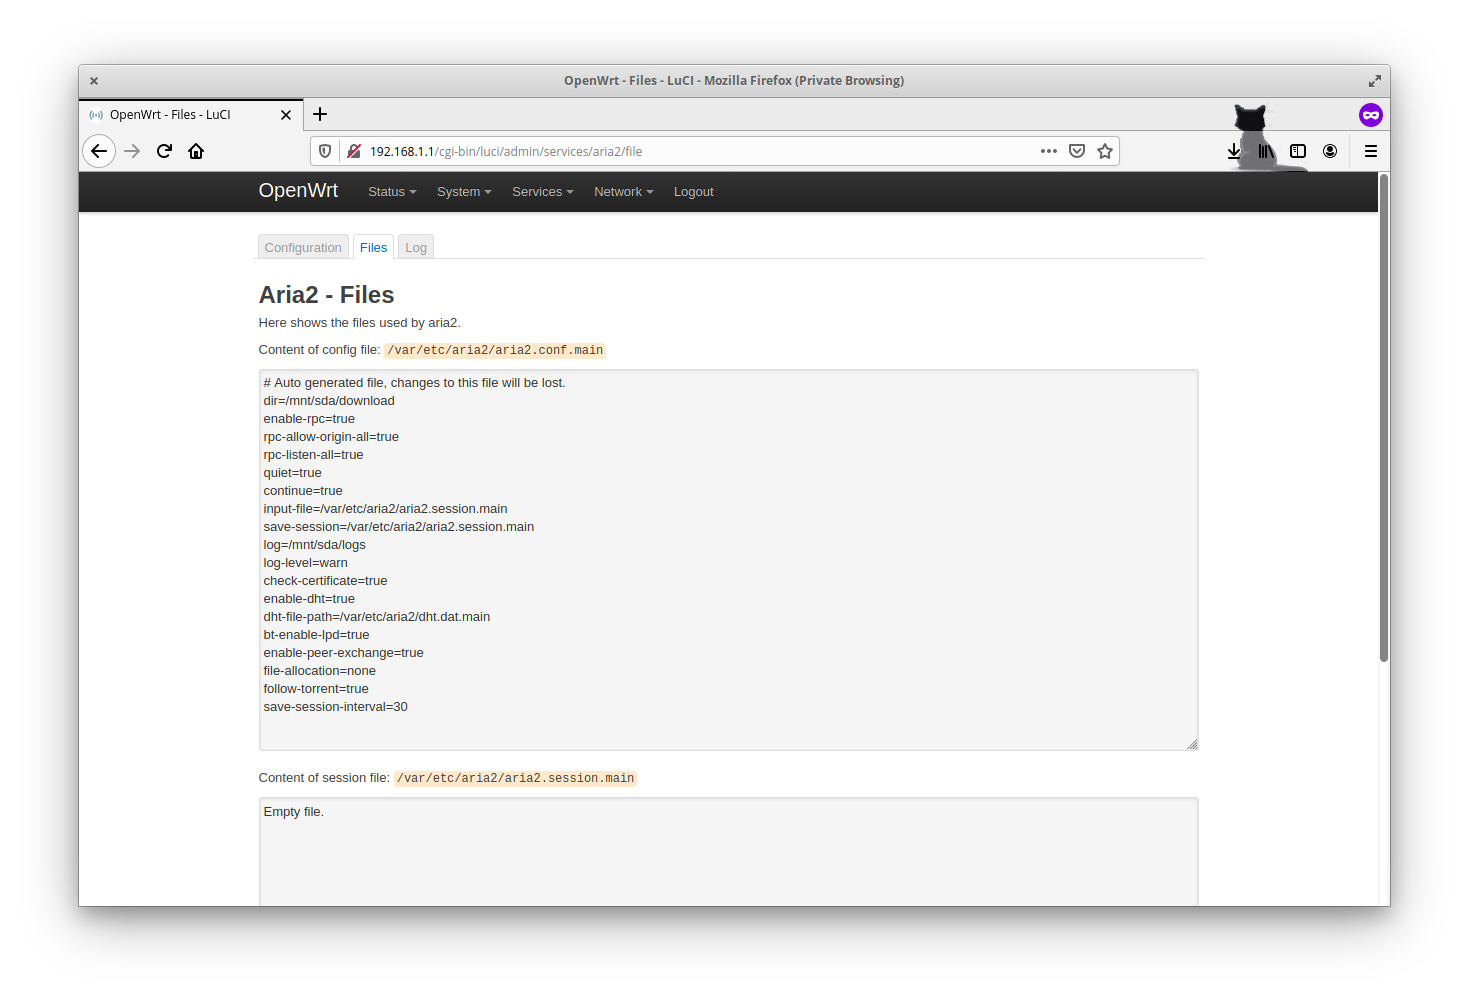 OpenWrt - Files - LuCI - Mozilla Firefox (Private Browsing)
OpenWrt - Files - LuCI
192.168.1.1/cgi-bin/luci/admin/services/aria2/file
OpenWrt Status System Services Network Logout
Configuration Files Log
Aria2 - Files
Here shows the files used by aria2.
Content of config file: /var/etc/aria2/aria2.conf.main
# Auto generated file, changes to this file will be lost.
dir=/mnt/sda/download
enable-rpc=true
rpc-allow-origin-all=true
rpc-listen-all=true
quiet=true
continue=true
input-file=/var/etc/aria2/aria2.session.main
save-session=/var/etc/aria2/aria2.session.main
log=/mnt/sda/logs
log-level=warn
check-certificate=true
enable-dht=true
dht-file-path=/var/etc/aria2/dht.dat.main
bt-enable-lpd=true
enable-peer-exchange=true
file-allocation=none
follow-torrent=true
save-session-interval=30
Content of session file: /var/etc/aria2/aria2.session.main
Empty file.